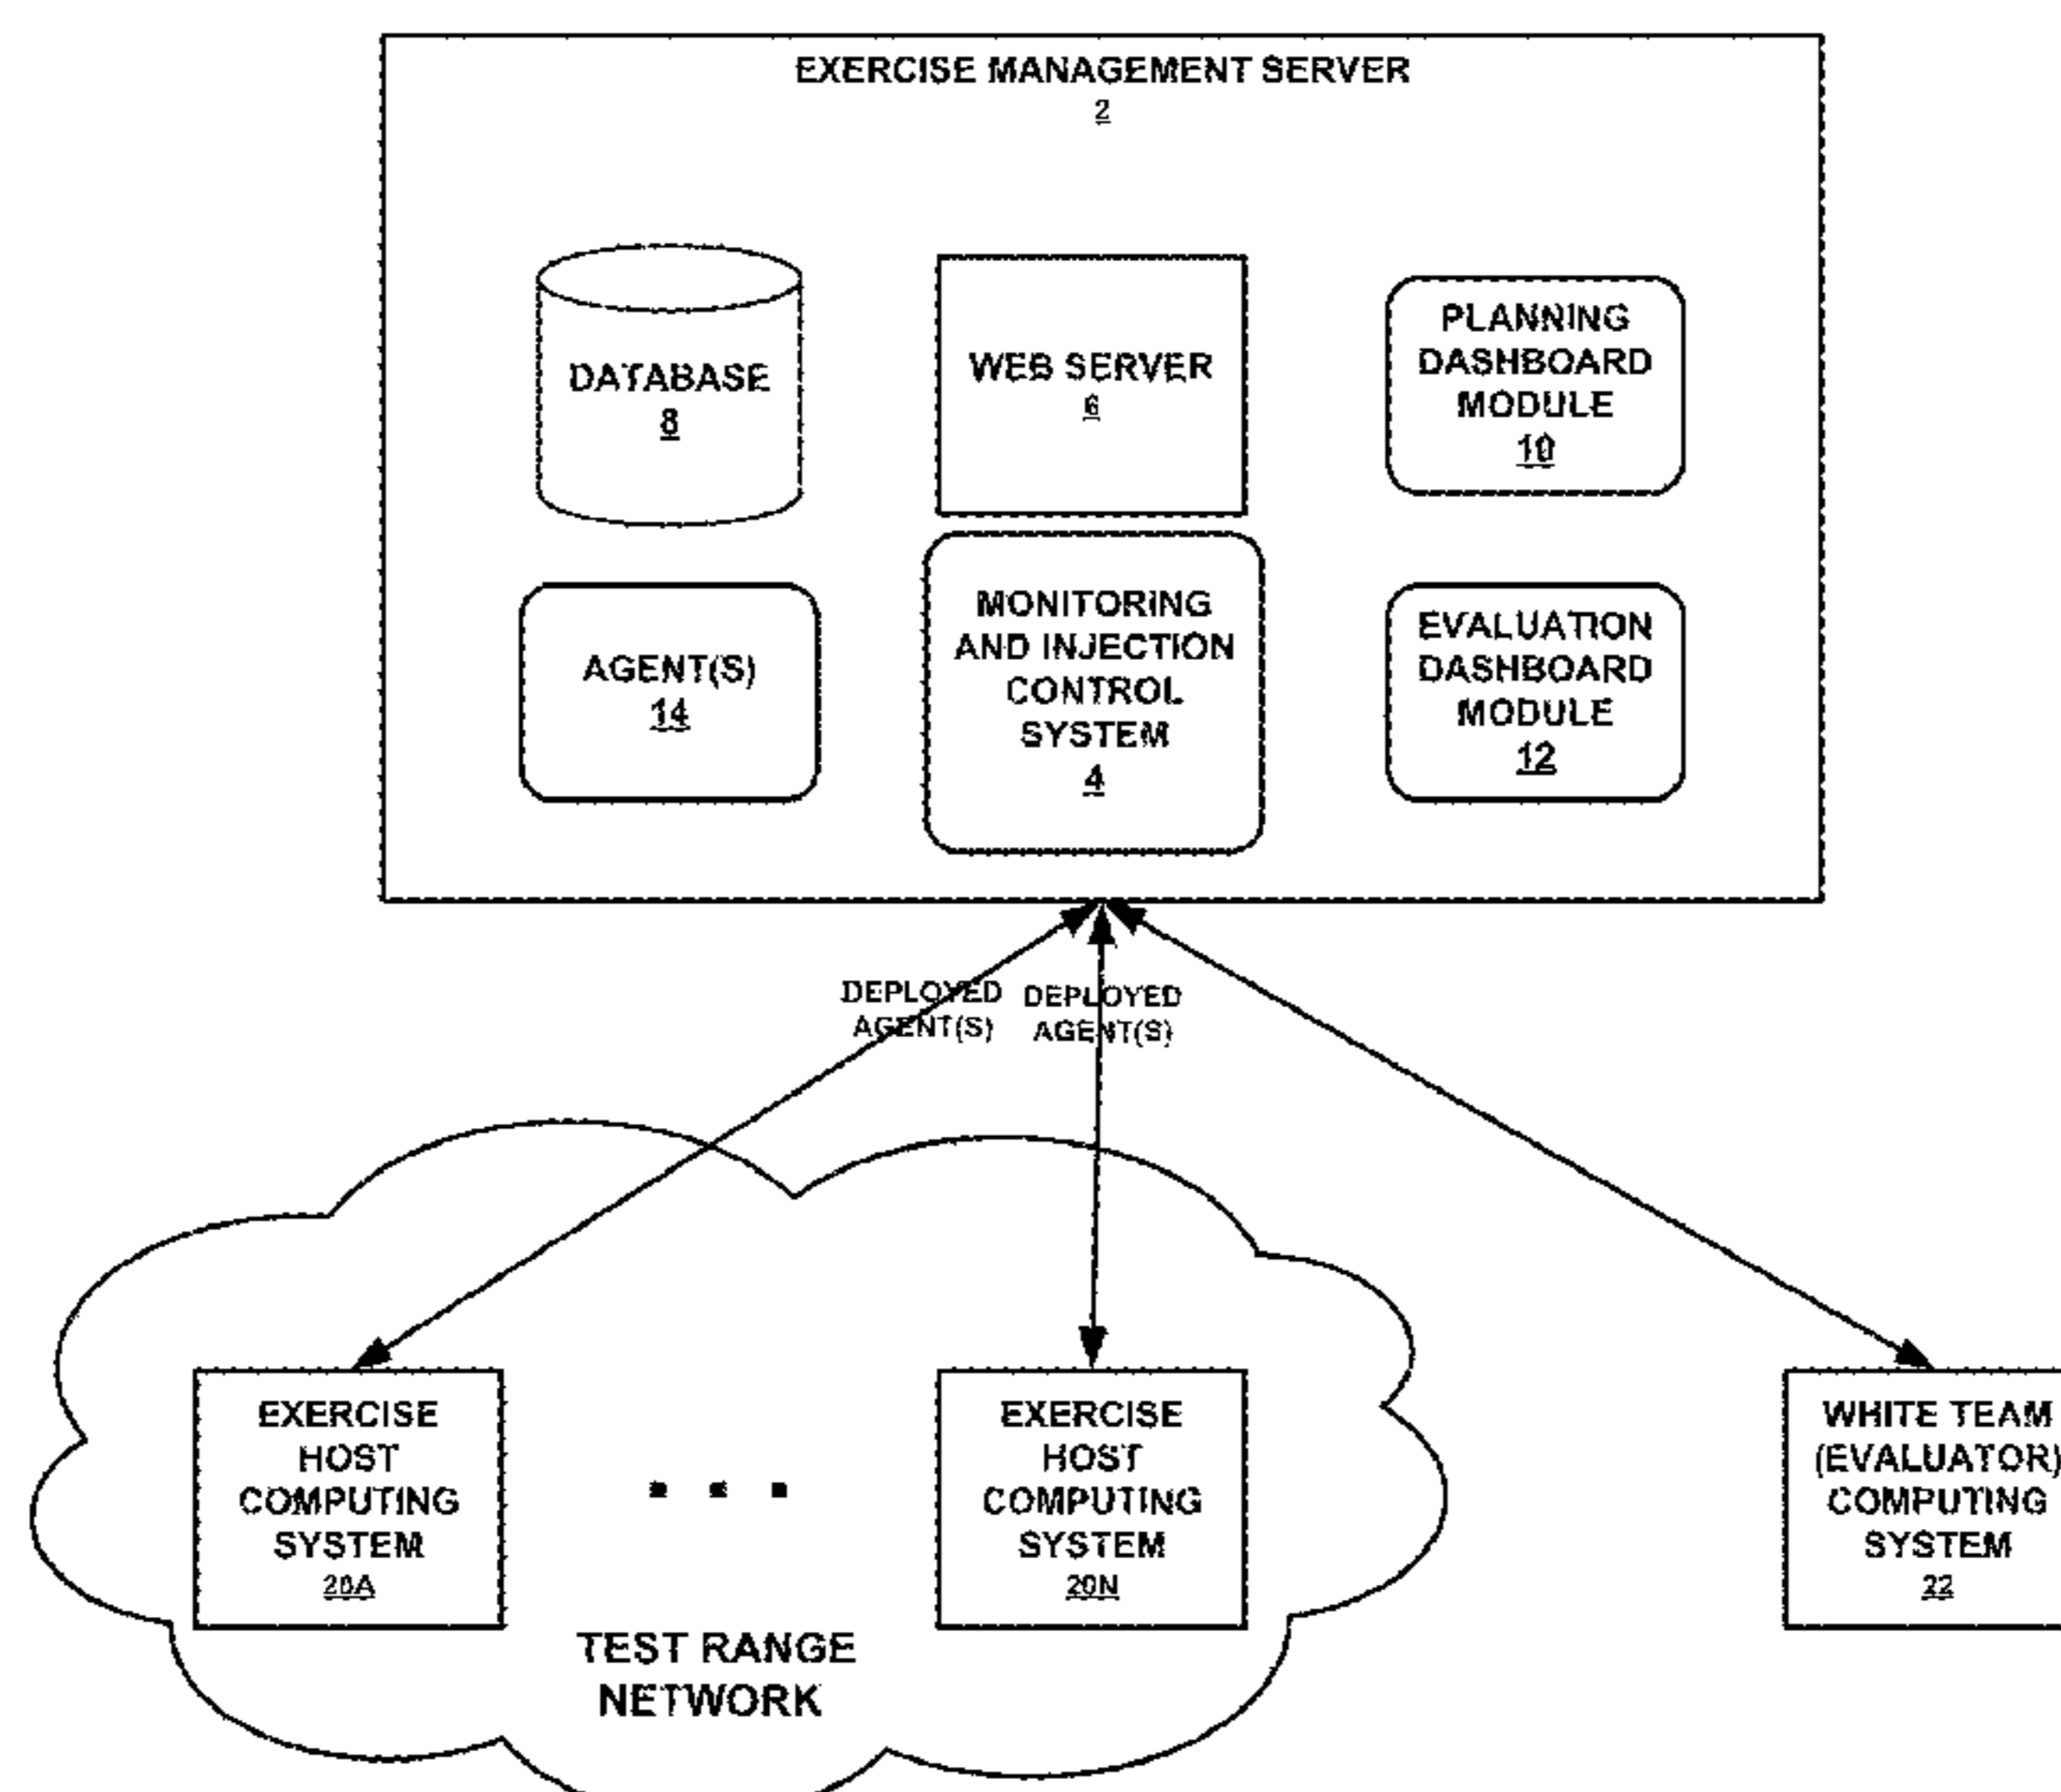 EXERCISE MANAGEMENT SERVER
2
DATABASE
8
WEB SERVER
6
PLANNING
DASHBOARD
MODULE
10
AGENT(S)
14
MONITORING
AND INJECTION
CONTROL
SYSTEM
4
EVALUATION
DASHBOARD
MODULE
12
DEPLOYED
AGENT(S)
DEPLOYED
AGENT(S)
EXERCISE
HOST
COMPUTING
SYSTEM
20A
EXERCISE
HOST
COMPUTING
SYSTEM
20N
WHITE TEAM
(EVALUATOR)
COMPUTING
SYSTEM
22
TEST RANGE
NETWORK